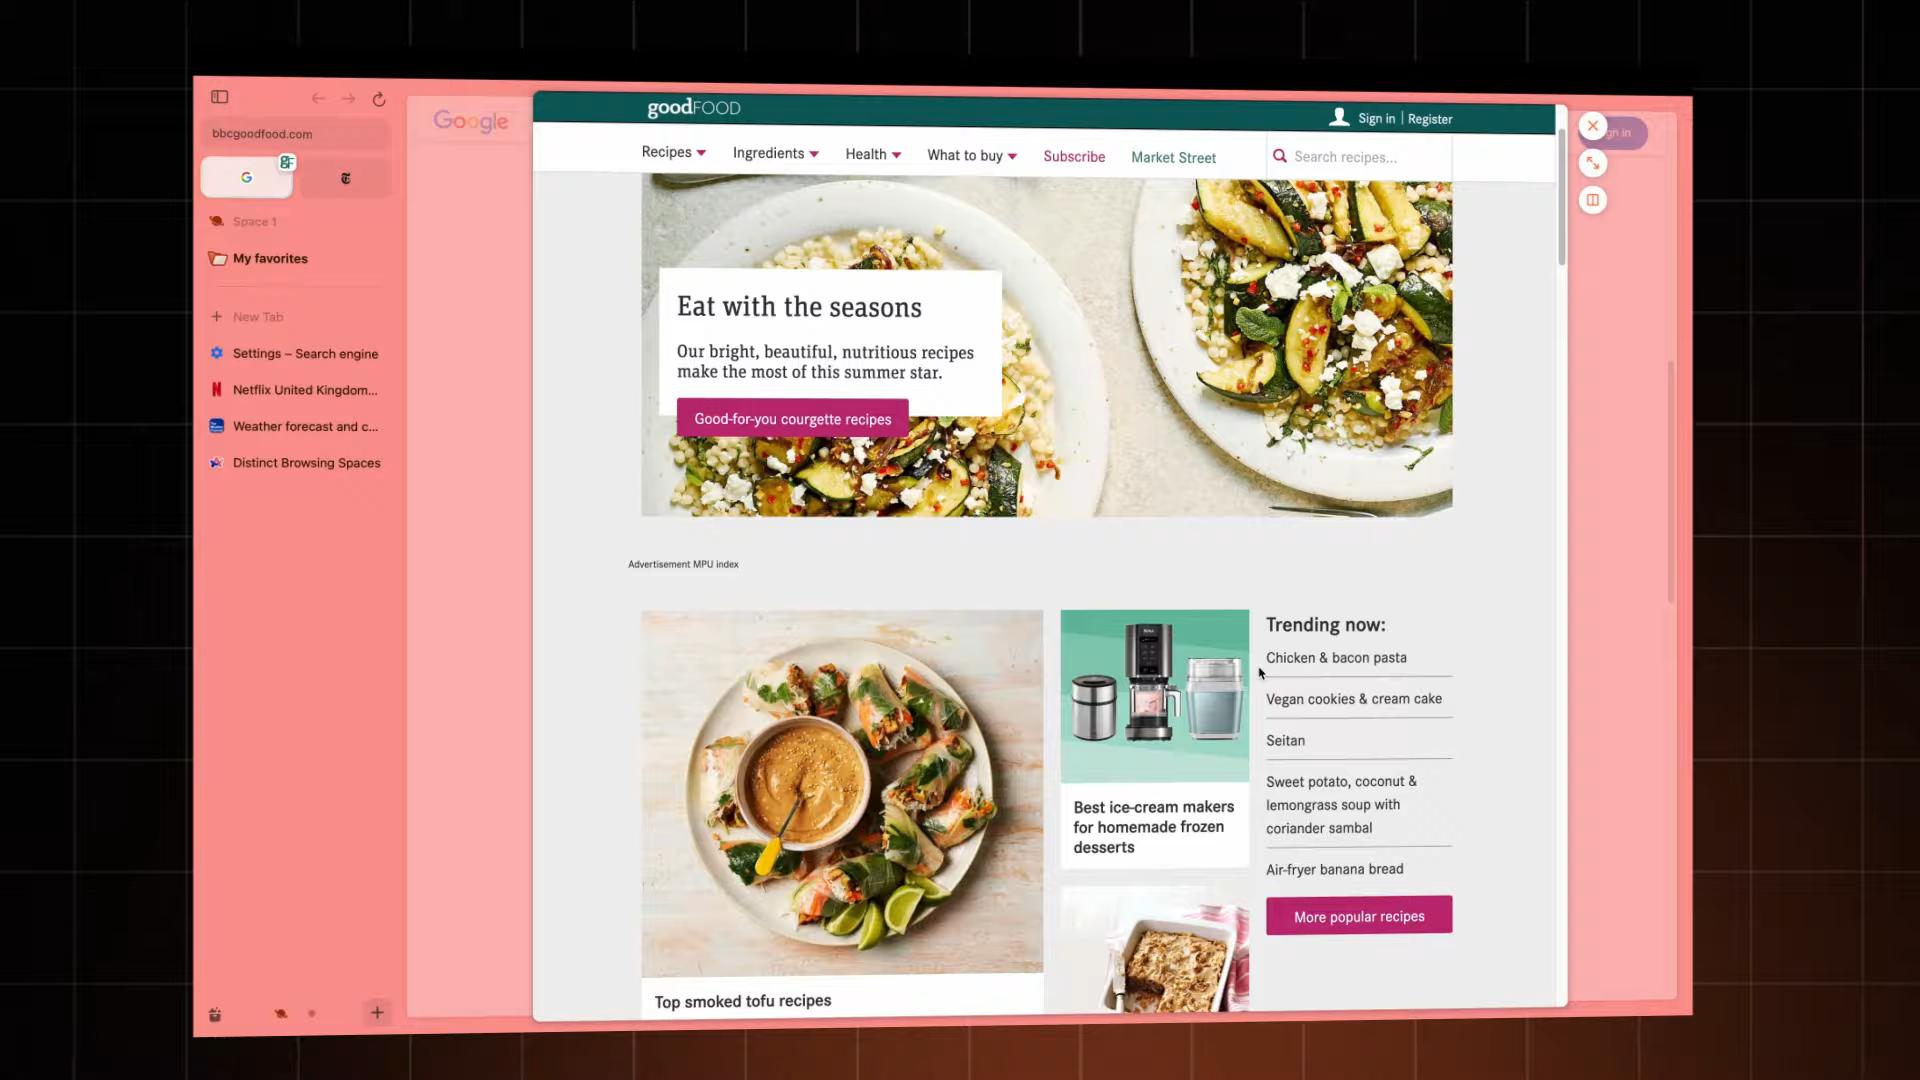 bbcgoodfood.com
Space 1
My favorites
New Tab
Settings – Search engine
Netflix United Kingdom...
Weather forecast and c...
Distinct Browsing Spaces
Google
goodFOOD
Sign in | Register
Recipes
Ingredients
Health
What to buy
Subscribe
Market Street
Search recipes...
Eat with the seasons
Our bright, beautiful, nutritious recipes
make the most of this summer star.
Good-for-you courgette recipes
Advertisement MPU index
Top smoked tofu recipes
Best ice-cream makers
for homemade frozen
desserts
Trending now:
Chicken & bacon pasta
Vegan cookies & cream cake
Seitan
Sweet potato, coconut &
lemongrass soup with
coriander sambal
Air-fryer banana bread
More popular recipes